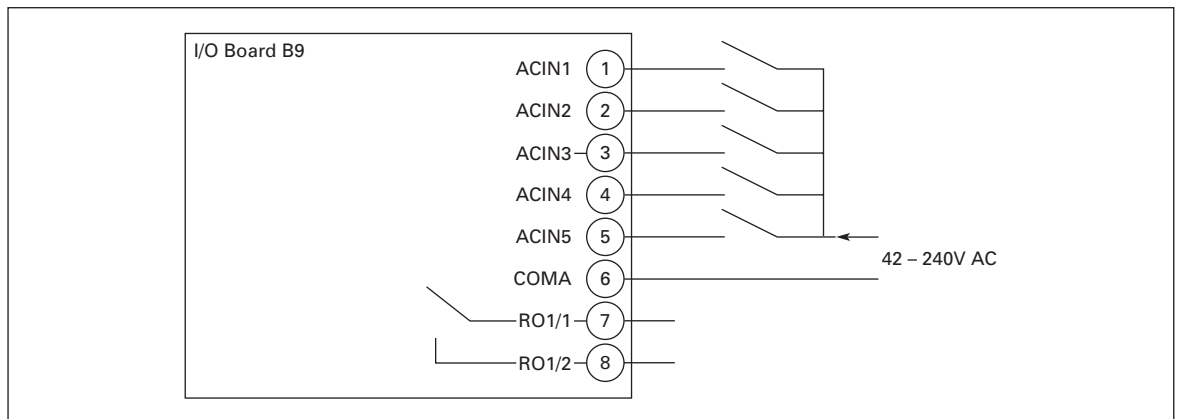 I/O Board B9
ACIN1 1
ACIN2 2
ACIN3 3
ACIN4 4
ACIN5 5
42 – 240V AC
COMA 6
RO1/1 7
RO1/2 8